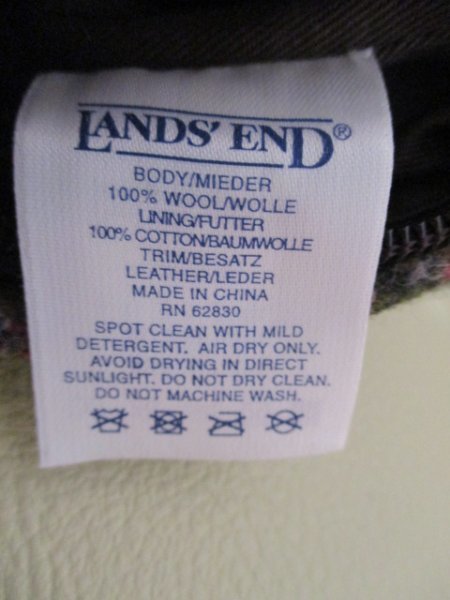 LANDS' END®
BODY/MIEDER
100% WOOL/WOLLE
LINING/FUTTER
100% COTTON/BAUMWOLLE
TRIM/BESATZ
LEATHER/LEDER
MADE IN CHINA
RN 62830
SPOT CLEAN WITH MILD
DETERGENT. AIR DRY ONLY.
AVOID DRYING IN DIRECT
SUNLIGHT. DO NOT DRY CLEAN.
DO NOT MACHINE WASH.